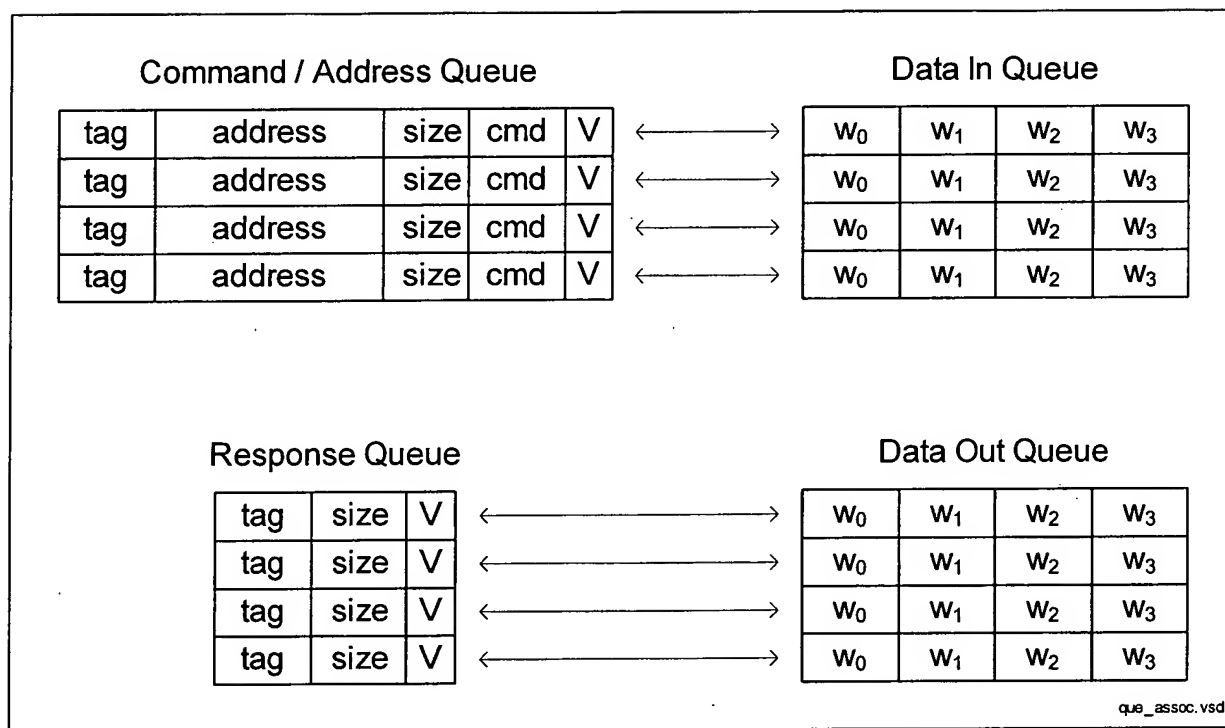 Command / Address Queue Data In Queue
tag address size cmd V W₀ W₁ W₂ W₃
tag address size cmd V W₀ W₁ W₂ W₃
tag address size cmd V W₀ W₁ W₂ W₃
tag address size cmd V W₀ W₁ W₂ W₃
Response Queue Data Out Queue
tag size V W₀ W₁ W₂ W₃
tag size V W₀ W₁ W₂ W₃
tag size V W₀ W₁ W₂ W₃
tag size V W₀ W₁ W₂ W₃
que_assoc.vsd